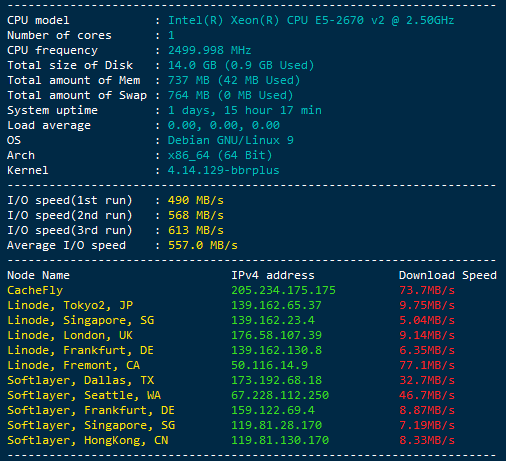 ----------------------------------------------------------------------
CPU model            : Intel(R) Xeon(R) CPU E5-2670 v2 @ 2.50GHz
Number of cores      : 1
CPU frequency        : 2499.998 MHz
Total size of Disk   : 14.0 GB (0.9 GB Used)
Total amount of Mem  : 737 MB (42 MB Used)
Total amount of Swap : 764 MB (0 MB Used)
System uptime        : 1 days, 15 hour 17 min
Load average         : 0.00, 0.00, 0.00
OS                   : Debian GNU/Linux 9
Arch                 : x86_64 (64 Bit)
Kernel               : 4.14.129-bbrplus
----------------------------------------------------------------------
I/O speed(1st run)   : 490 MB/s
I/O speed(2nd run)   : 568 MB/s
I/O speed(3rd run)   : 613 MB/s
Average I/O speed    : 557.0 MB/s
----------------------------------------------------------------------
Node Name                       IPv4 address            Download Speed
CacheFly                        205.234.175.175         73.7MB/s
Linode, Tokyo2, JP              139.162.65.37           9.75MB/s
Linode, Singapore, SG           139.162.23.4            5.04MB/s
Linode, London, UK              176.58.107.39           9.14MB/s
Linode, Frankfurt, DE           139.162.130.8           6.35MB/s
Linode, Fremont, CA             50.116.14.9             77.1MB/s
Softlayer, Dallas, TX           173.192.68.18           32.7MB/s
Softlayer, Seattle, WA          67.228.112.250          46.7MB/s
Softlayer, Frankfurt, DE        159.122.69.4            8.87MB/s
Softlayer, Singapore, SG        119.81.28.170           7.19MB/s
Softlayer, HongKong, CN         119.81.130.170          8.33MB/s
----------------------------------------------------------------------